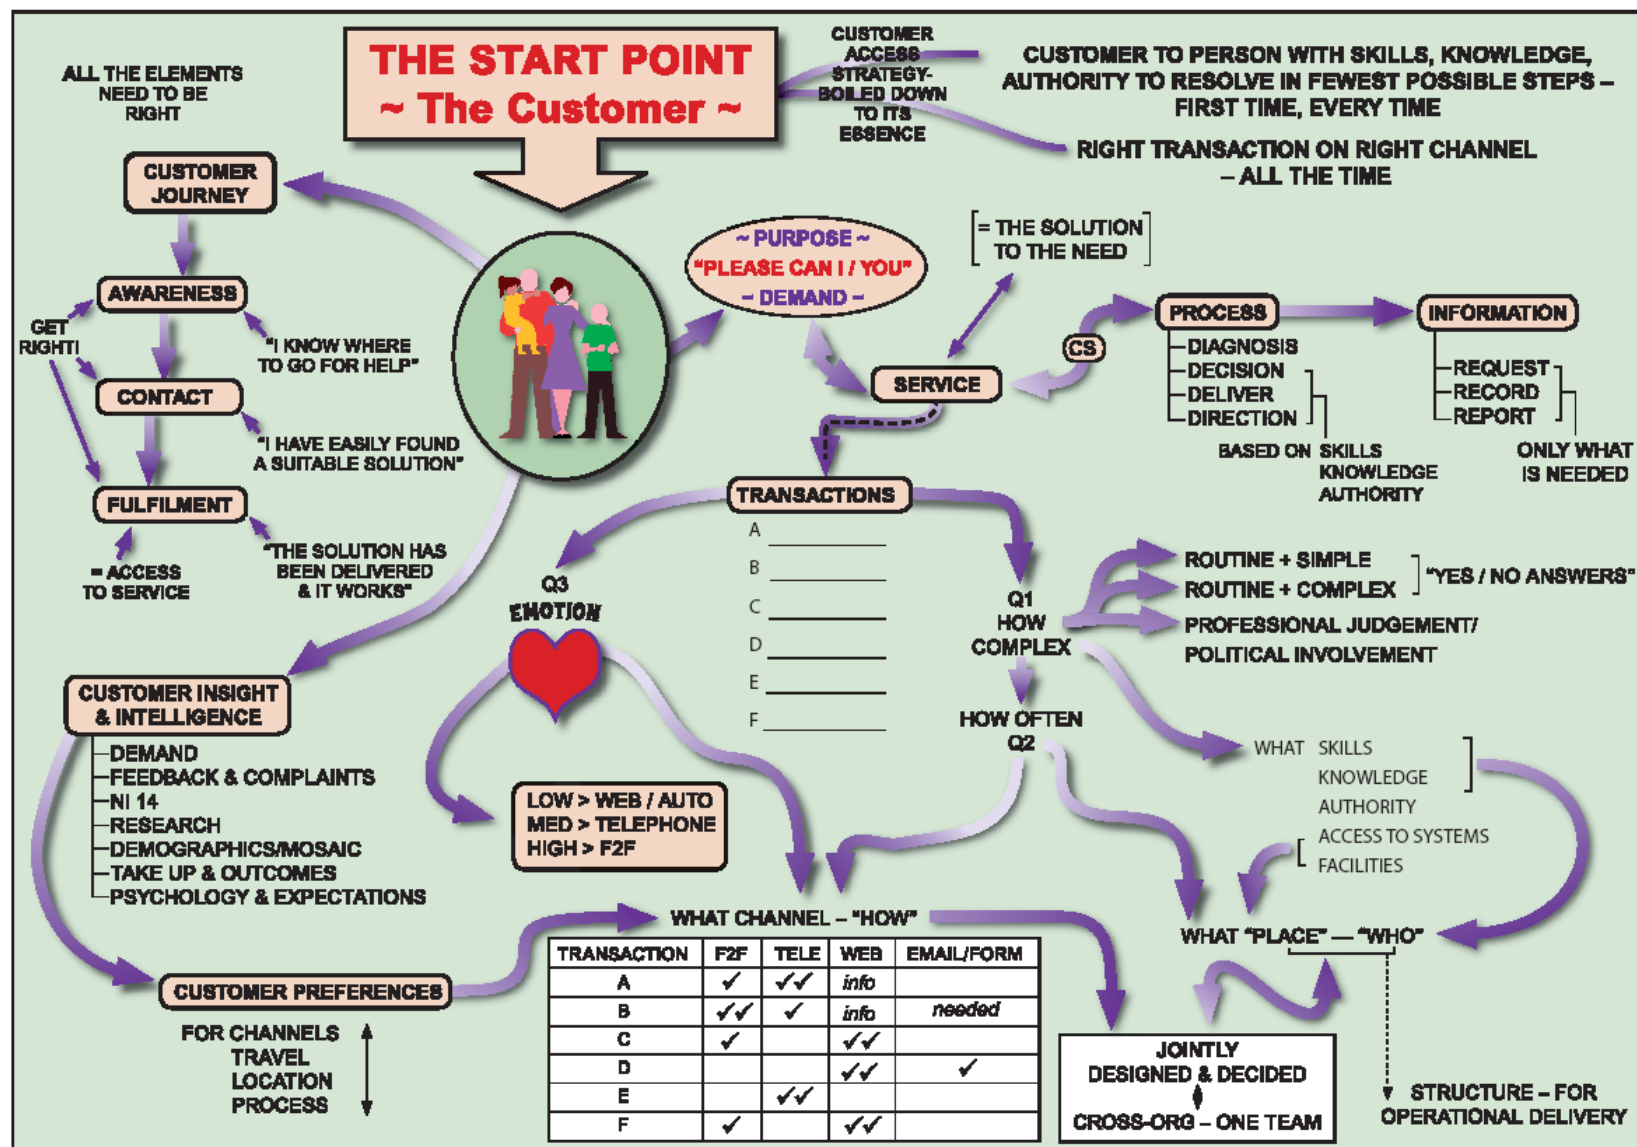 THE START POINT
~ The Customer ~
ALL THE ELEMENTS
NEED TO BE
RIGHT
CUSTOMER
ACCESS
STRATEGY-
BOILED DOWN
TO ITS
ESSENCE
CUSTOMER TO PERSON WITH SKILLS, KNOWLEDGE,
AUTHORITY TO RESOLVE IN FEWEST POSSIBLE STEPS –
FIRST TIME, EVERY TIME
RIGHT TRANSACTION ON RIGHT CHANNEL
– ALL THE TIME
CUSTOMER
JOURNEY
AWARENESS
GET
RIGHT!
"I KNOW WHERE
TO GO FOR HELP"
CONTACT
"I HAVE EASILY FOUND
A SUITABLE SOLUTION"
FULFILMENT
= ACCESS
TO SERVICE
"THE SOLUTION HAS
BEEN DELIVERED
& IT WORKS"
~ PURPOSE ~
"PLEASE CAN I / YOU"
~ DEMAND ~
= THE SOLUTION
TO THE NEED
SERVICE
CS
PROCESS
DIAGNOSIS
DECISION
DELIVER
DIRECTION
BASED ON SKILLS
KNOWLEDGE
AUTHORITY
INFORMATION
REQUEST
RECORD
REPORT
ONLY WHAT
IS NEEDED
TRANSACTIONS
A
B
C
D
E
F
Q3
EMOTION
LOW > WEB / AUTO
MED > TELEPHONE
HIGH > F2F
Q1
HOW
COMPLEX
ROUTINE + SIMPLE
ROUTINE + COMPLEX
"YES / NO ANSWERS"
PROFESSIONAL JUDGEMENT/
POLITICAL INVOLVEMENT
HOW OFTEN
Q2
WHAT SKILLS
KNOWLEDGE
AUTHORITY
ACCESS TO SYSTEMS
FACILITIES
CUSTOMER INSIGHT
& INTELLIGENCE
DEMAND
FEEDBACK & COMPLAINTS
NI 14
RESEARCH
DEMOGRAPHICS/MOSAIC
TAKE UP & OUTCOMES
PSYCHOLOGY & EXPECTATIONS
CUSTOMER PREFERENCES
FOR CHANNELS
TRAVEL
LOCATION
PROCESS
WHAT CHANNEL – "HOW"
TRANSACTION F2F TELE WEB EMAIL/FORM
A ✓ ✓✓ info
B ✓✓ ✓ info needed
C ✓ ✓✓
D ✓✓ ✓
E ✓✓
F ✓ ✓✓
WHAT "PLACE" — "WHO"
JOINTLY
DESIGNED & DECIDED
CROSS-ORG – ONE TEAM
STRUCTURE – FOR
OPERATIONAL DELIVERY